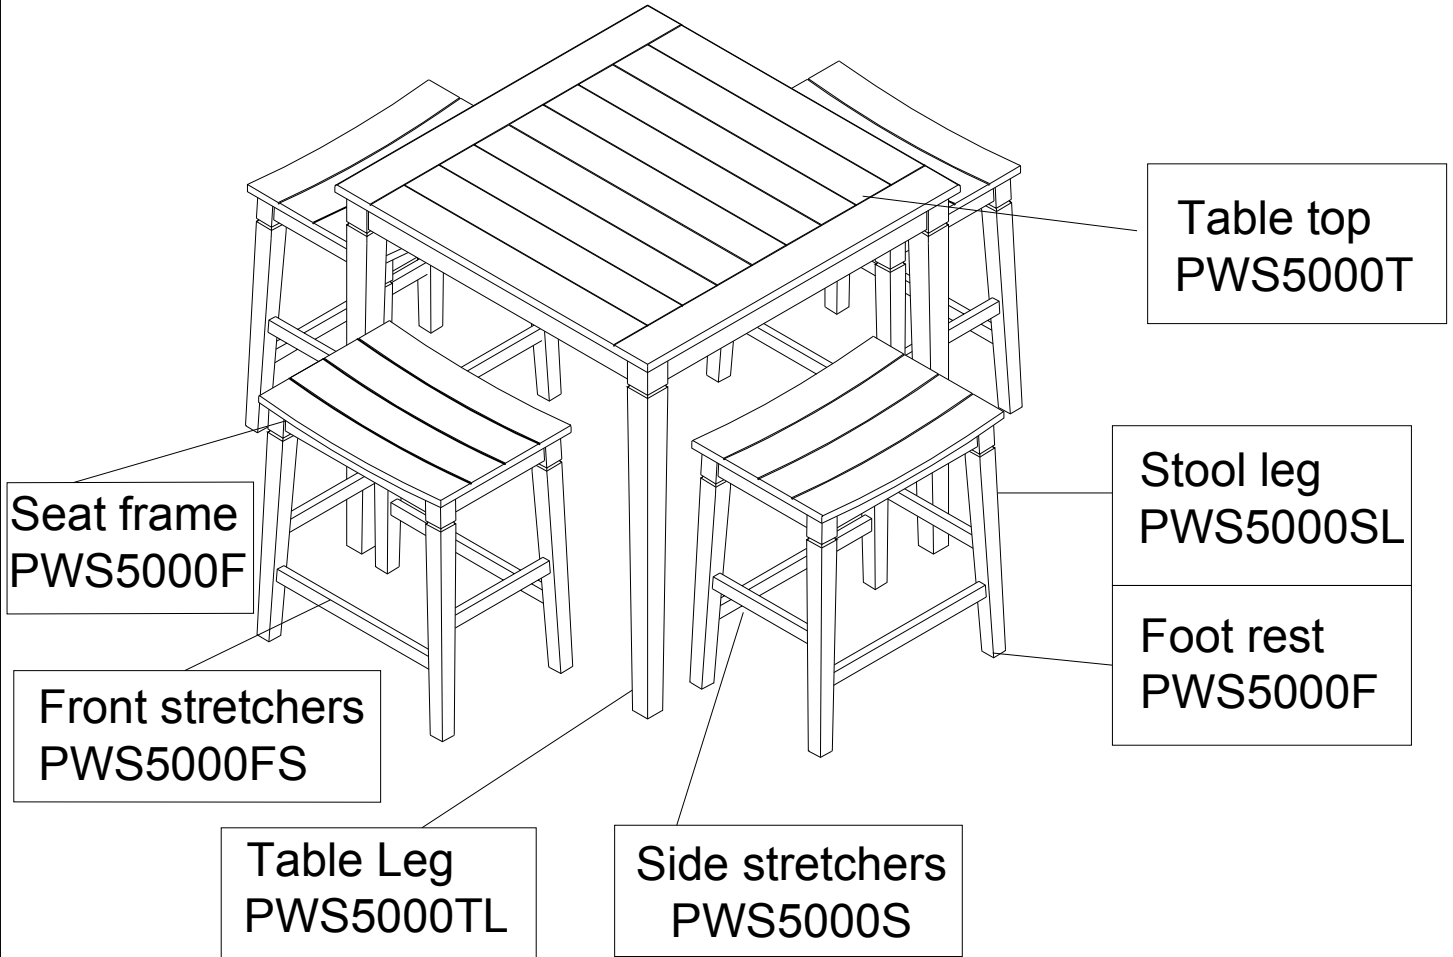 Table top
PWS5000T
Stool leg
PWS5000SL
Seat frame
PWS5000F
Foot rest
PWS5000F
Front stretchers
PWS5000FS
Table Leg
PWS5000TL
Side stretchers
PWS5000S